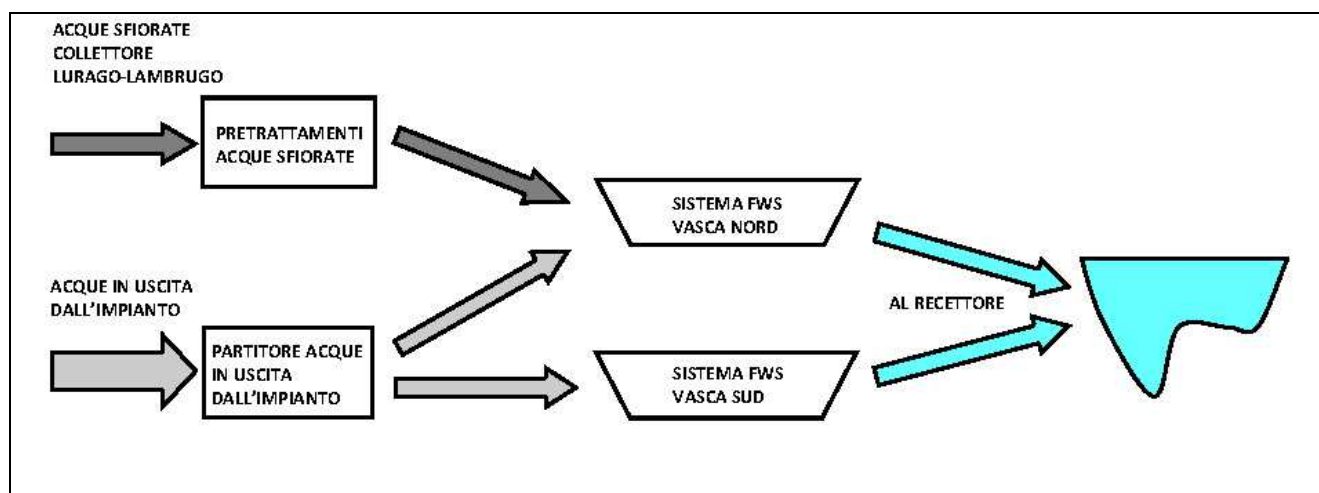 ACQUE SFIORATE
COLLETTORE
LURAGO-LAMBRUGO
PRETRATTAMENTI
ACQUE SFIORATE
SISTEMA FWS
VASCA NORD
ACQUE IN USCITA
DALL'IMPIANTO
AL RECETTORE
PARTITORE ACQUE
IN USCITA
DALL'IMPIANTO
SISTEMA FWS
VASCA SUD